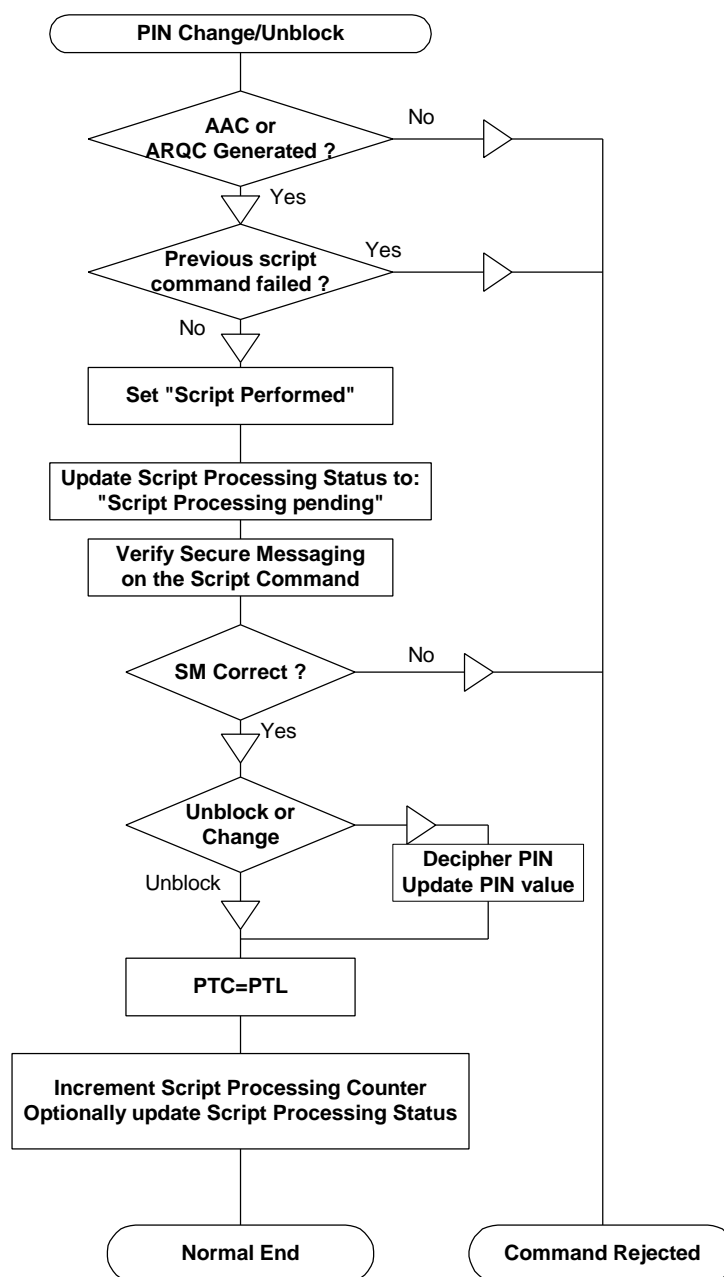 PIN Change/Unblock
AAC or
ARQC Generated ?
No
Yes
Previous script
command failed ?
Yes
No
Set "Script Performed"
Update Script Processing Status to:
"Script Processing pending"
Verify Secure Messaging
on the Script Command
SM Correct ?
No
Yes
Unblock or
Change
Decipher PIN
Update PIN value
Unblock
PTC=PTL
Increment Script Processing Counter
Optionally update Script Processing Status
Normal End
Command Rejected